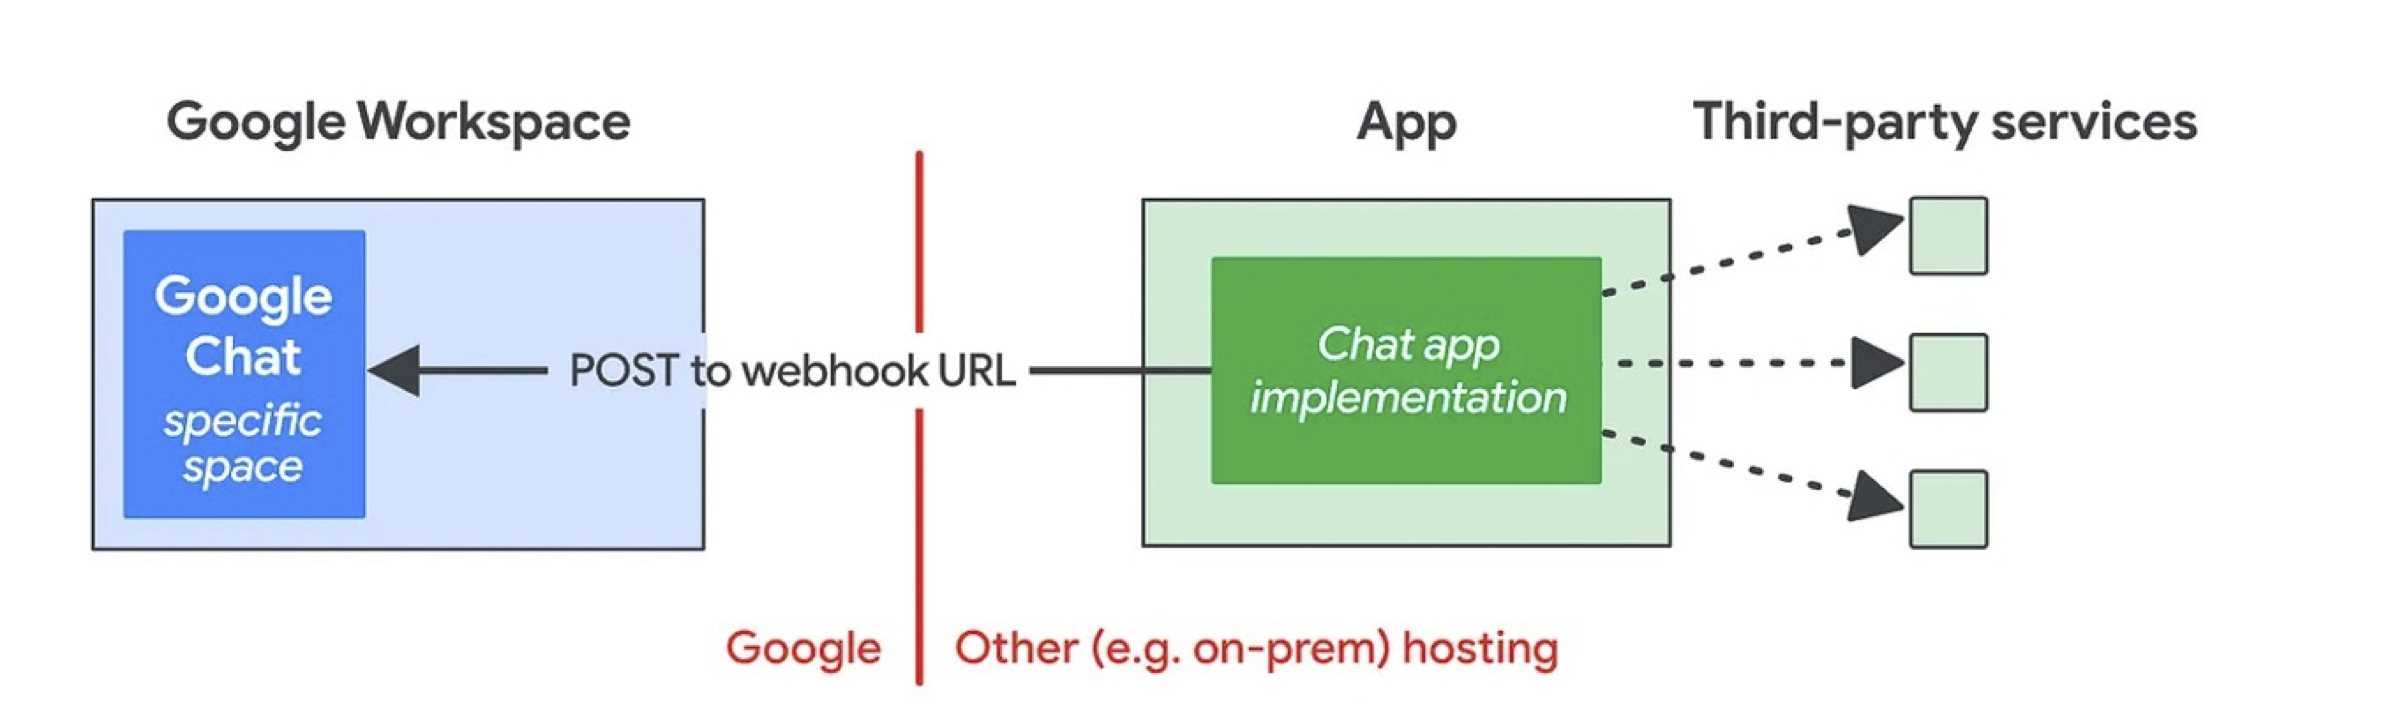 Google Workspace
App
Third-party services
Google
Chat
specific
space
POST to webhook URL
Chat app
implementation
Google
Other (e.g. on-prem) hosting